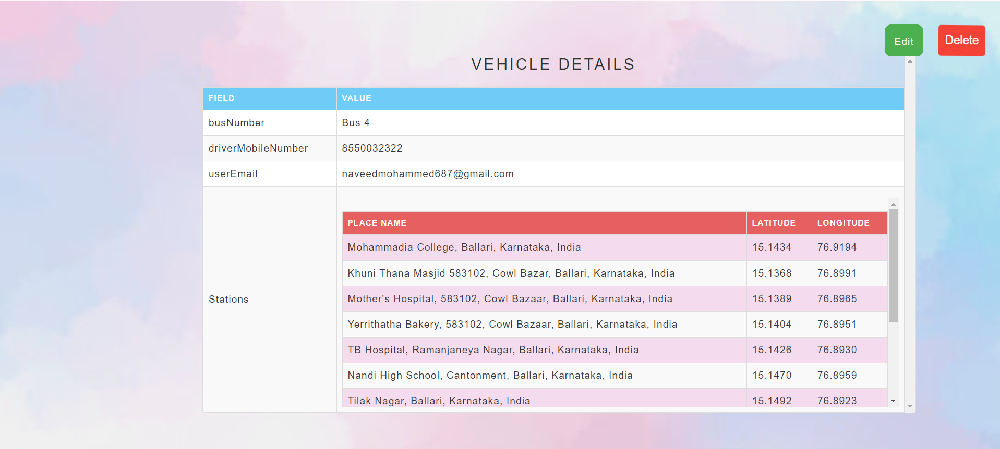 Edit Delete
VEHICLE DETAILS
FIELD VALUE
busNumber Bus 4
driverMobileNumber 8550032322
userEmail naveedmohammed687@gmail.com
Stations
PLACE NAME LATITUDE LONGITUDE
Mohammadia College, Ballari, Karnataka, India 15.1434 76.9194
Khuni Thana Masjid 583102, Cowl Bazar, Ballari, Karnataka, India 15.1368 76.8991
Mother's Hospital, 583102, Cowl Bazaar, Ballari, Karnataka, India 15.1389 76.8965
Yerrithatha Bakery, 583102, Cowl Bazaar, Ballari, Karnataka, India 15.1404 76.8951
TB Hospital, Ramanjaneya Nagar, Ballari, Karnataka, India 15.1426 76.8930
Nandi High School, Cantonment, Ballari, Karnataka, India 15.1470 76.8959
Tilak Nagar, Ballari, Karnataka, India 15.1492 76.8923